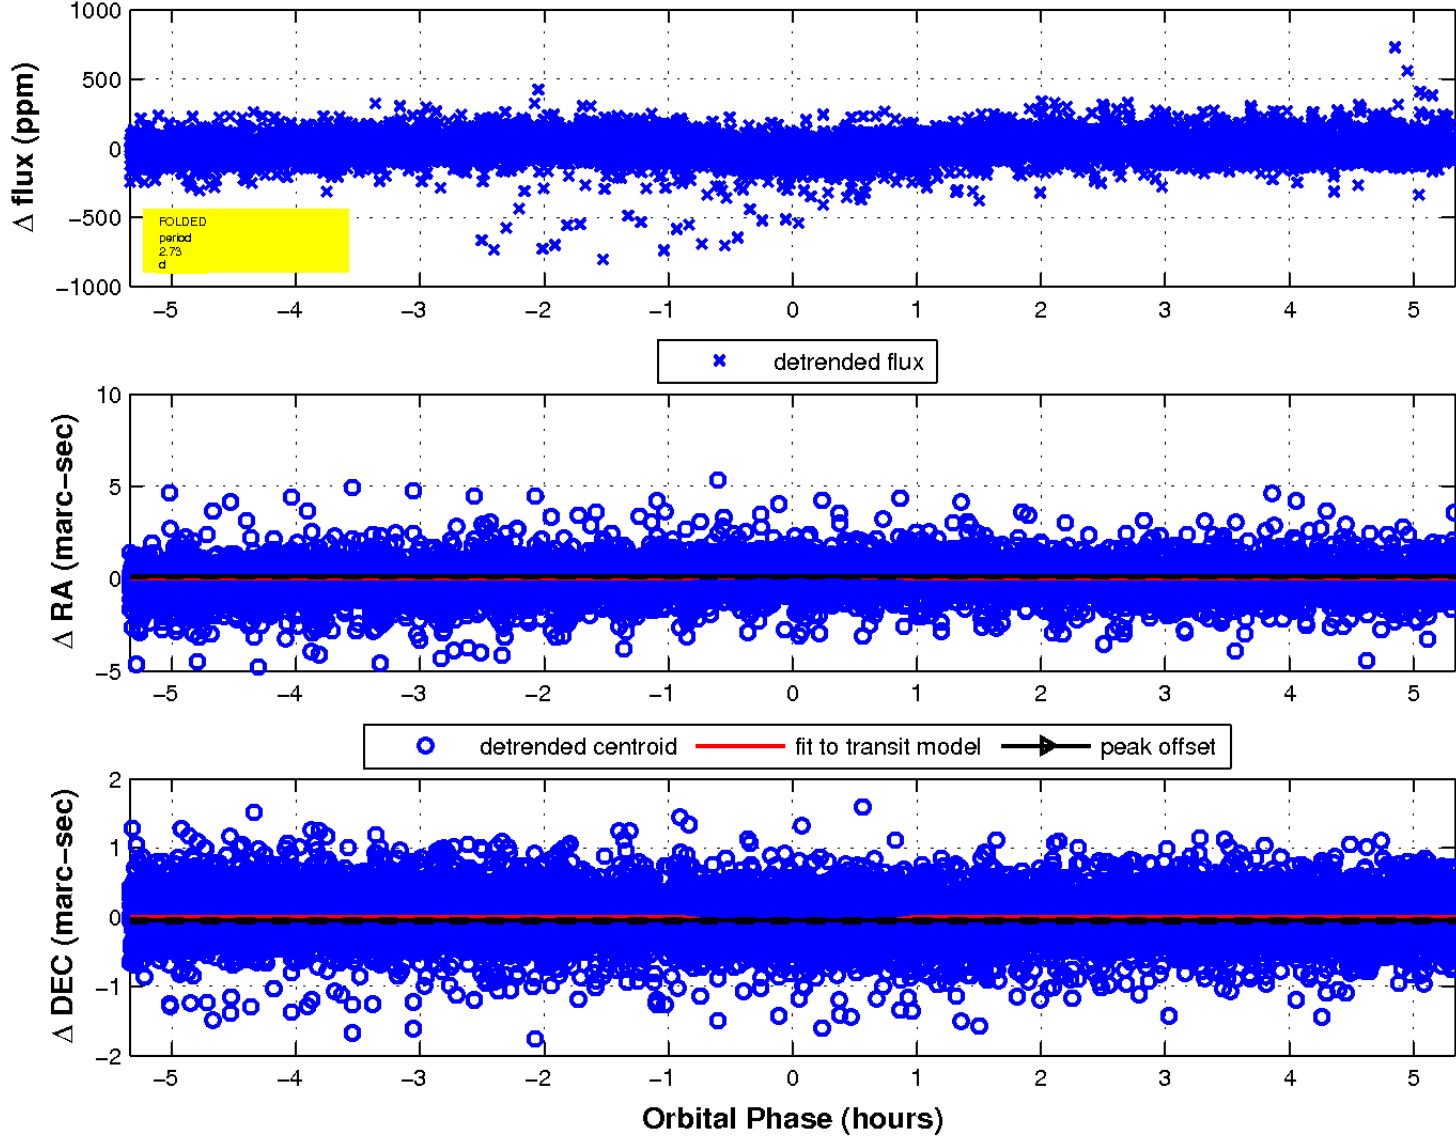 1000
500
0
−500
−1000
Δ flux (ppm)
FOLDED
period
2.73
d
−5 −4 −3 −2 −1 0 1 2 3 4 5
detrended flux
10
5
0
−5
Δ RA (marc−sec)
−5 −4 −3 −2 −1 0 1 2 3 4 5
detrended centroid fit to transit model peak offset
2
1
0
−1
−2
Δ DEC (marc−sec)
−5 −4 −3 −2 −1 0 1 2 3 4 5
Orbital Phase (hours)